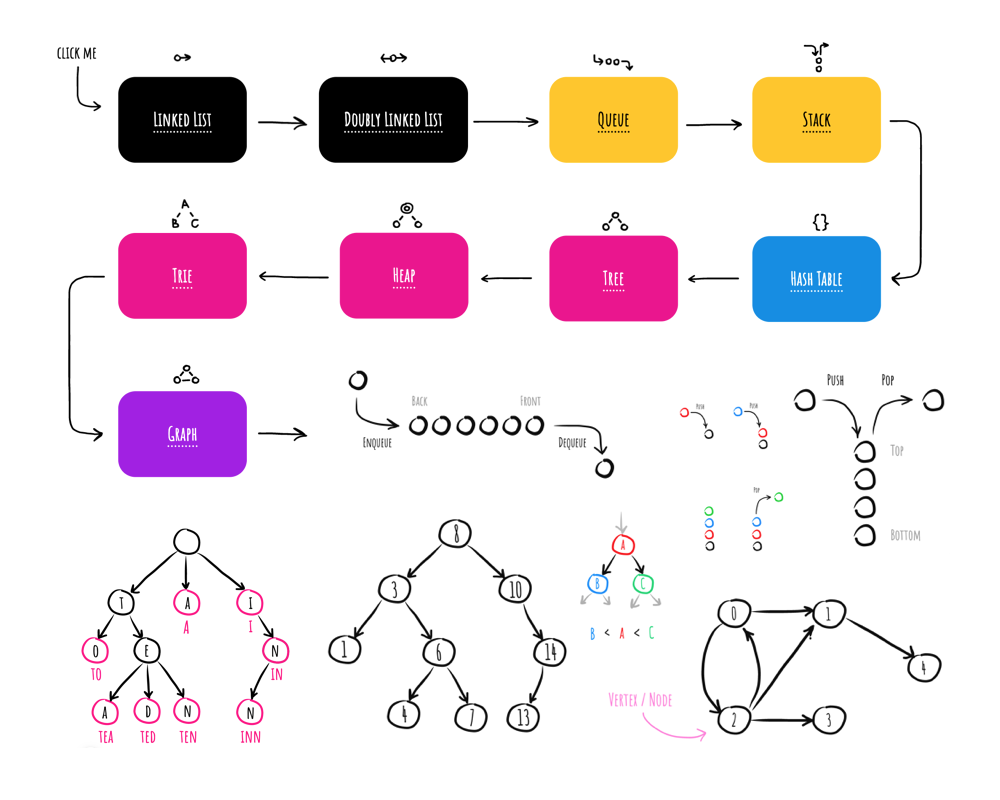 CLICK ME
LINKED LIST
DOUBLY LINKED LIST
QUEUE
STACK
A
B C
{}
TRIE
HEAP
TREE
HASH TABLE
GRAPH
BACK
FRONT
ENQUEUE
DEQUEUE
PUSH
PUSH
POP
PUSH
POP
TOP
BOTTOM
T
A
I
A
I
O
E
N
TO
IN
A
D
N
N
TEA
TED
TEN
INN
8
3
10
1
6
14
4
7
13
A
B
C
B < A < C
VERTEX / NODE
0
1
4
2
3